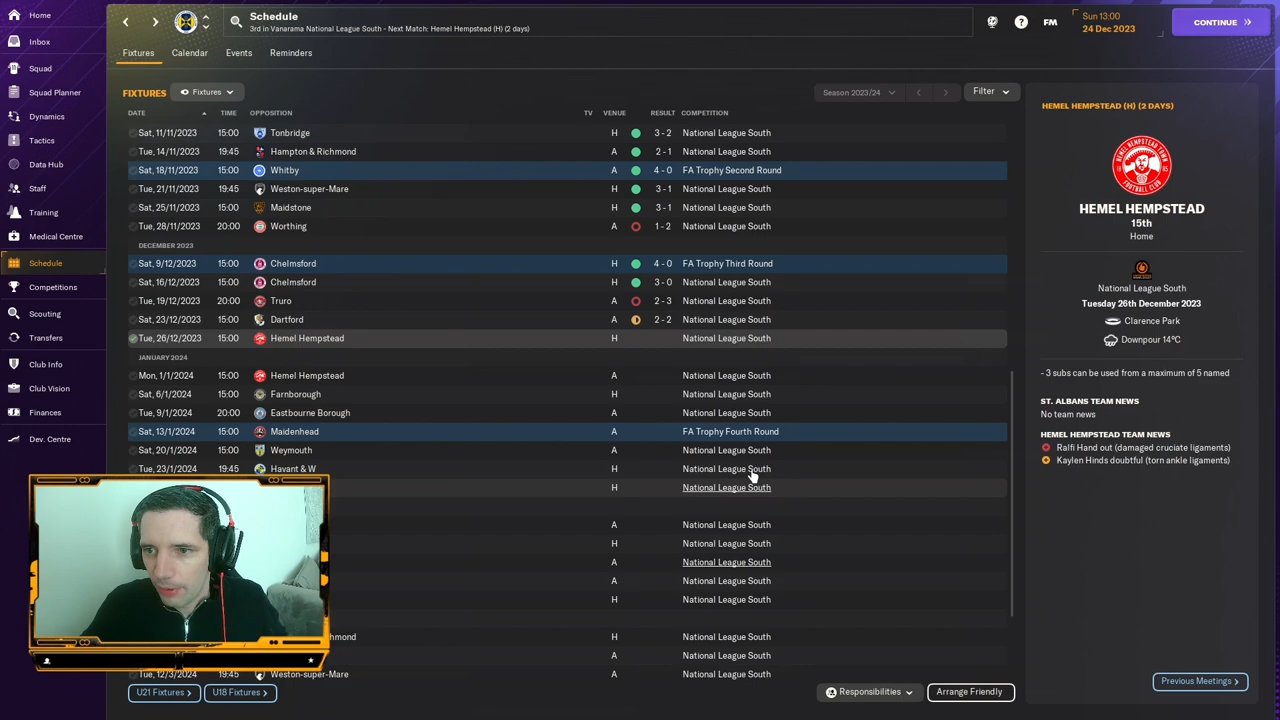 Home
Inbox
Squad
Squad Planner
Dynamics
Tactics
Data Hub
Staff
Training
Medical Centre
Schedule
Competitions
Scouting
Transfers
Club Info
Club Vision
Finances
Dev. Centre
Schedule
3rd in Vanarama National League South - Next Match: Hemel Hempstead (H) (2 days)
FM
Sun 13:00
24 Dec 2023
CONTINUE
Fixtures Calendar Events Reminders
FIXTURES Fixtures Season 2023/24 Filter
DATE TIME OPPOSITION TV VENUE RESULT COMPETITION
Sat, 11/11/2023 15:00 Tonbridge H 3 - 2 National League South
Tue, 14/11/2023 19:45 Hampton & Richmond A 2 - 1 National League South
Sat, 18/11/2023 15:00 Whitby A 4 - 0 FA Trophy Second Round
Tue, 21/11/2023 19:45 Weston-super-Mare H 3 - 1 National League South
Sat, 25/11/2023 15:00 Maidstone H 3 - 1 National League South
Tue, 28/11/2023 20:00 Worthing A 1 - 2 National League South
DECEMBER 2023
Sat, 9/12/2023 15:00 Chelmsford H 4 - 0 FA Trophy Third Round
Sat, 16/12/2023 15:00 Chelmsford H 3 - 0 National League South
Tue, 19/12/2023 20:00 Truro A 2 - 3 National League South
Sat, 23/12/2023 15:00 Dartford A 2 - 2 National League South
Tue, 26/12/2023 15:00 Hemel Hempstead H National League South
JANUARY 2024
Mon, 1/1/2024 15:00 Hemel Hempstead A National League South
Sat, 6/1/2024 15:00 Farnborough H National League South
Tue, 9/1/2024 20:00 Eastbourne Borough A National League South
Sat, 13/1/2024 15:00 Maidenhead A FA Trophy Fourth Round
Sat, 20/1/2024 15:00 Weymouth A National League South
Tue, 23/1/2024 19:45 Havant & W H National League South
H National League South
A National League South
H National League South
A National League South
A National League South
H National League South
mond H National League South
A National League South
Tue, 12/3/2024 19:45 Weston-super-Mare A National League South
U21 Fixtures U18 Fixtures Responsibilities Arrange Friendly
HEMEL HEMPSTEAD (H) (2 DAYS)
HEMEL HEMPSTEAD TOWN
FOOTBALL CLUB
HEMEL HEMPSTEAD
15th
Home
National League South
Tuesday 26th December 2023
Clarence Park
Downpour 14°C
- 3 subs can be used from a maximum of 5 named
ST. ALBANS TEAM NEWS
No team news
HEMEL HEMPSTEAD TEAM NEWS
Ralfi Hand out (damaged cruciate ligaments)
Kaylen Hinds doubtful (torn ankle ligaments)
Previous Meetings